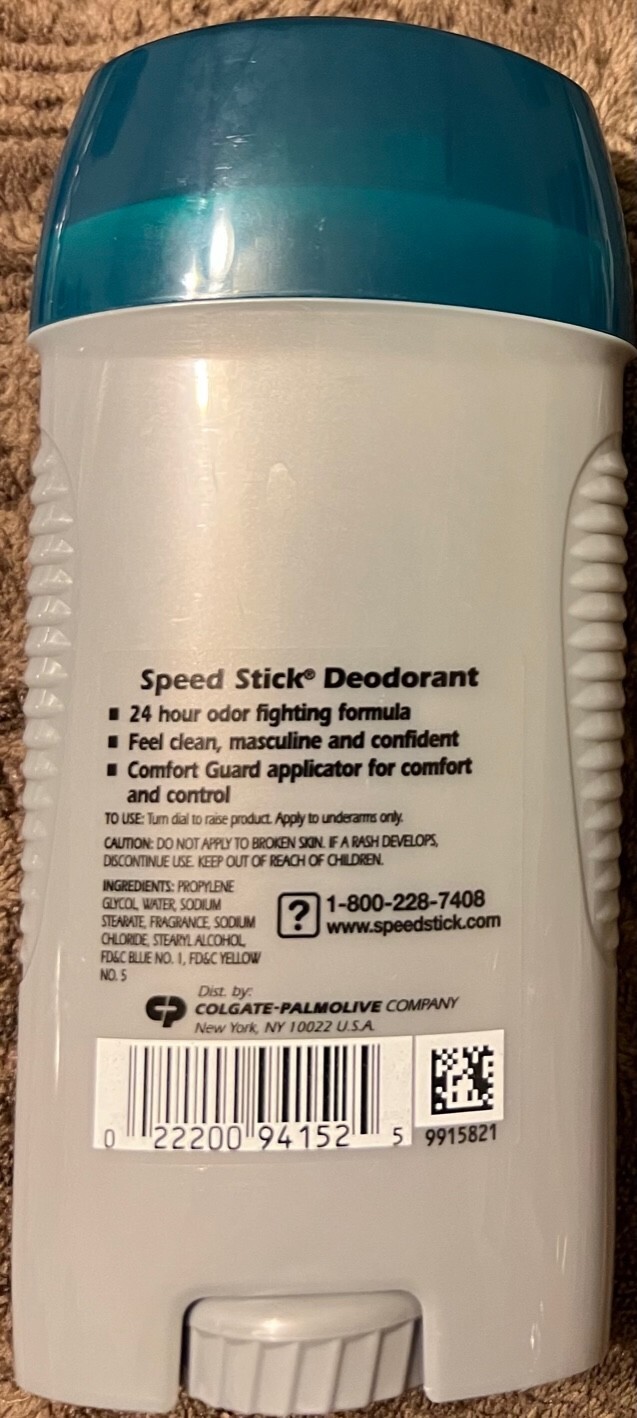 Speed Stick® Deodorant
▪ 24 hour odor fighting formula
▪ Feel clean, masculine and confident
▪ Comfort Guard applicator for comfort
and control
TO USE: Turn dial to raise product. Apply to underarms only.
CAUTION: DO NOT APPLY TO BROKEN SKIN. IF A RASH DEVELOPS,
DISCONTINUE USE. KEEP OUT OF REACH OF CHILDREN.
INGREDIENTS: PROPYLENE
GLYCOL, WATER, SODIUM
STEARATE, FRAGRANCE, SODIUM
CHLORIDE, STEARYL ALCOHOL,
FD&C BLUE NO. 1, FD&C YELLOW
NO. 5
? 1-800-228-7408
www.speedstick.com
Dist. by:
CP COLGATE-PALMOLIVE COMPANY
New York, NY 10022 U.S.A.
0 22200 94152 5
9915821